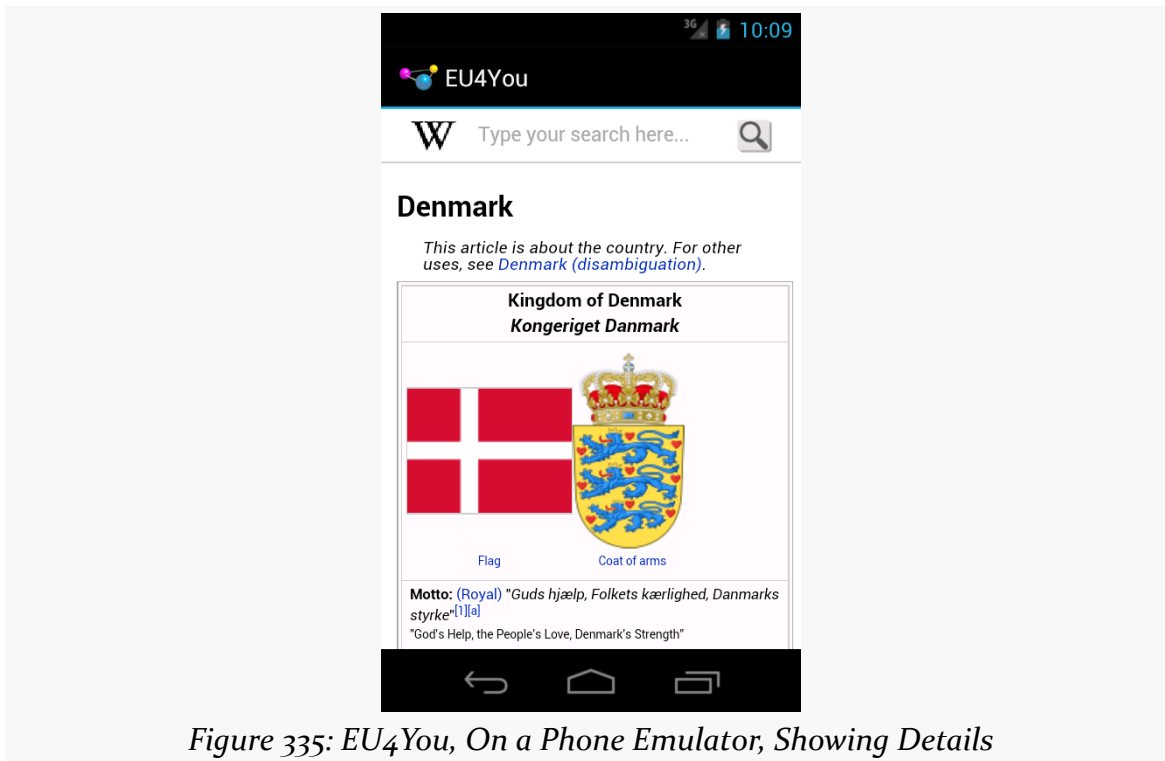 3G 10:09
EU4You
W Type your search here...
Denmark
This article is about the country. For other
uses, see Denmark (disambiguation).
Kingdom of Denmark
Kongeriget Danmark
Flag Coat of arms
Motto: (Royal) "Guds hjælp, Folkets kærlighed, Danmarks
styrke"[1][a]
"God's Help, the People's Love, Denmark's Strength"
Figure 335: EU4You, On a Phone Emulator, Showing Details